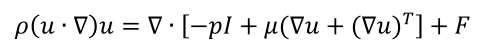 ρ(u ⋅ ∇)u = ∇ ⋅ [−pI + μ(∇u + (∇u)ᵀ] + F